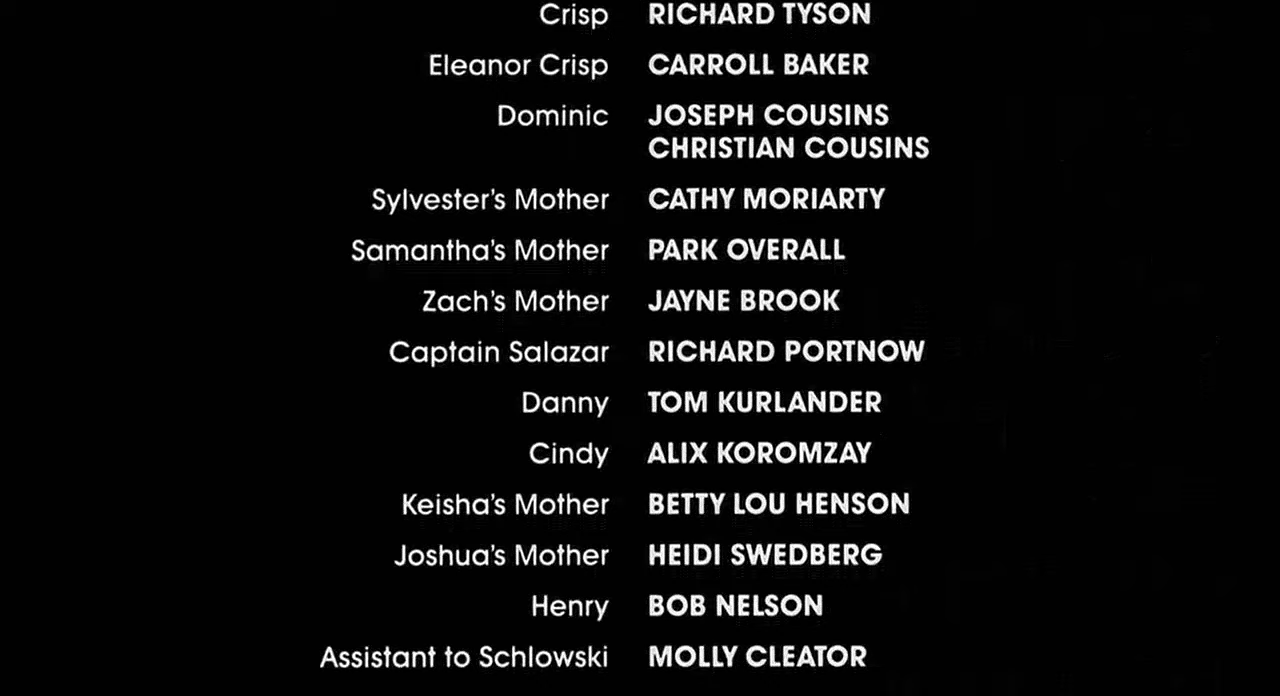 Crisp RICHARD TYSON
Eleanor Crisp CARROLL BAKER
Dominic JOSEPH COUSINS
CHRISTIAN COUSINS
Sylvester's Mother CATHY MORIARTY
Samantha's Mother PARK OVERALL
Zach's Mother JAYNE BROOK
Captain Salazar RICHARD PORTNOW
Danny TOM KURLANDER
Cindy ALIX KOROMZAY
Keisha's Mother BETTY LOU HENSON
Joshua's Mother HEIDI SWEDBERG
Henry BOB NELSON
Assistant to Schlowski MOLLY CLEATOR